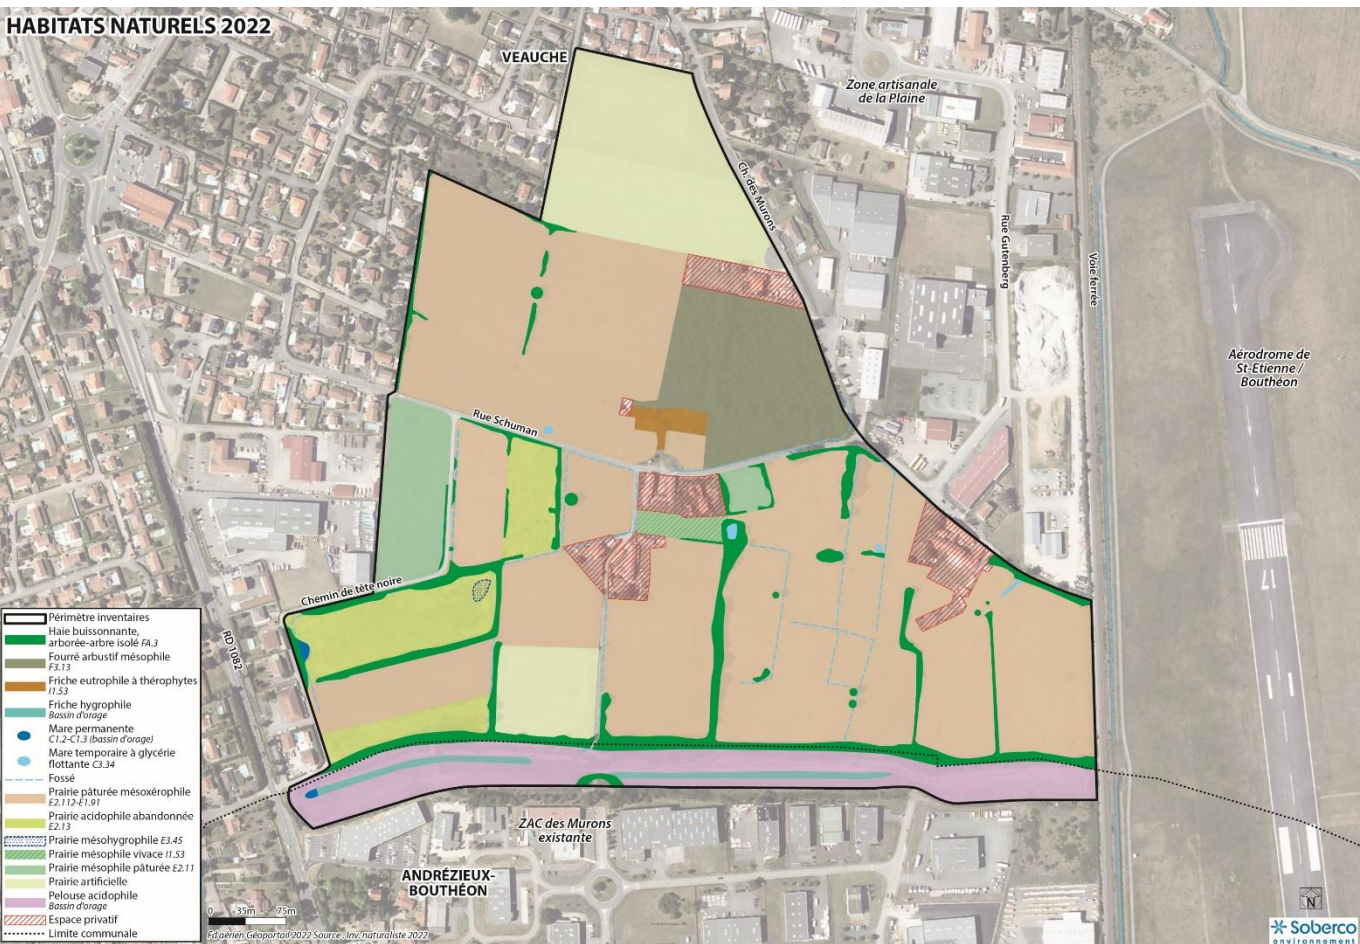 HABITATS NATURELS 2022
VEAUCHE
Zone artisanale
de la Plaine
Ch. des Murons
Rue Gutenberg
Voie ferrée
Aérodrome de
St-Etienne /
Bouthéon
17
Rue Schuman
Chemin de tête noire
RD 1082
Périmètre inventaires
Haie buissonnante,
arborée-arbre isolé FA.3
Fourré arbustif mésophile
F3.13
Friche eutrophile à thérophytes
I1.53
Friche hygrophile
Bassin d'orage
Mare permanente
C1.2-C1.3 (bassin d'orage)
Mare temporaire à glycérie
flottante C3.34
Fossé
Prairie pâturée mésoxérophile
E2.112-E1.91
Prairie acidophile abandonnée
E2.13
Prairie mésohygrophile E3.45
Prairie mésophile vivace I1.53
Prairie mésophile pâturée E2.11
Prairie artificielle
Pelouse acidophile
Bassin d'orage
Espace privatif
Limite communale
ZAC des Murons
existante
ANDRÉZIEUX-
BOUTHÉON
0 35m 75m
Fd aérien Géoportail 2022 Source : Inv. naturaliste 2022
N
Soberco
environnement